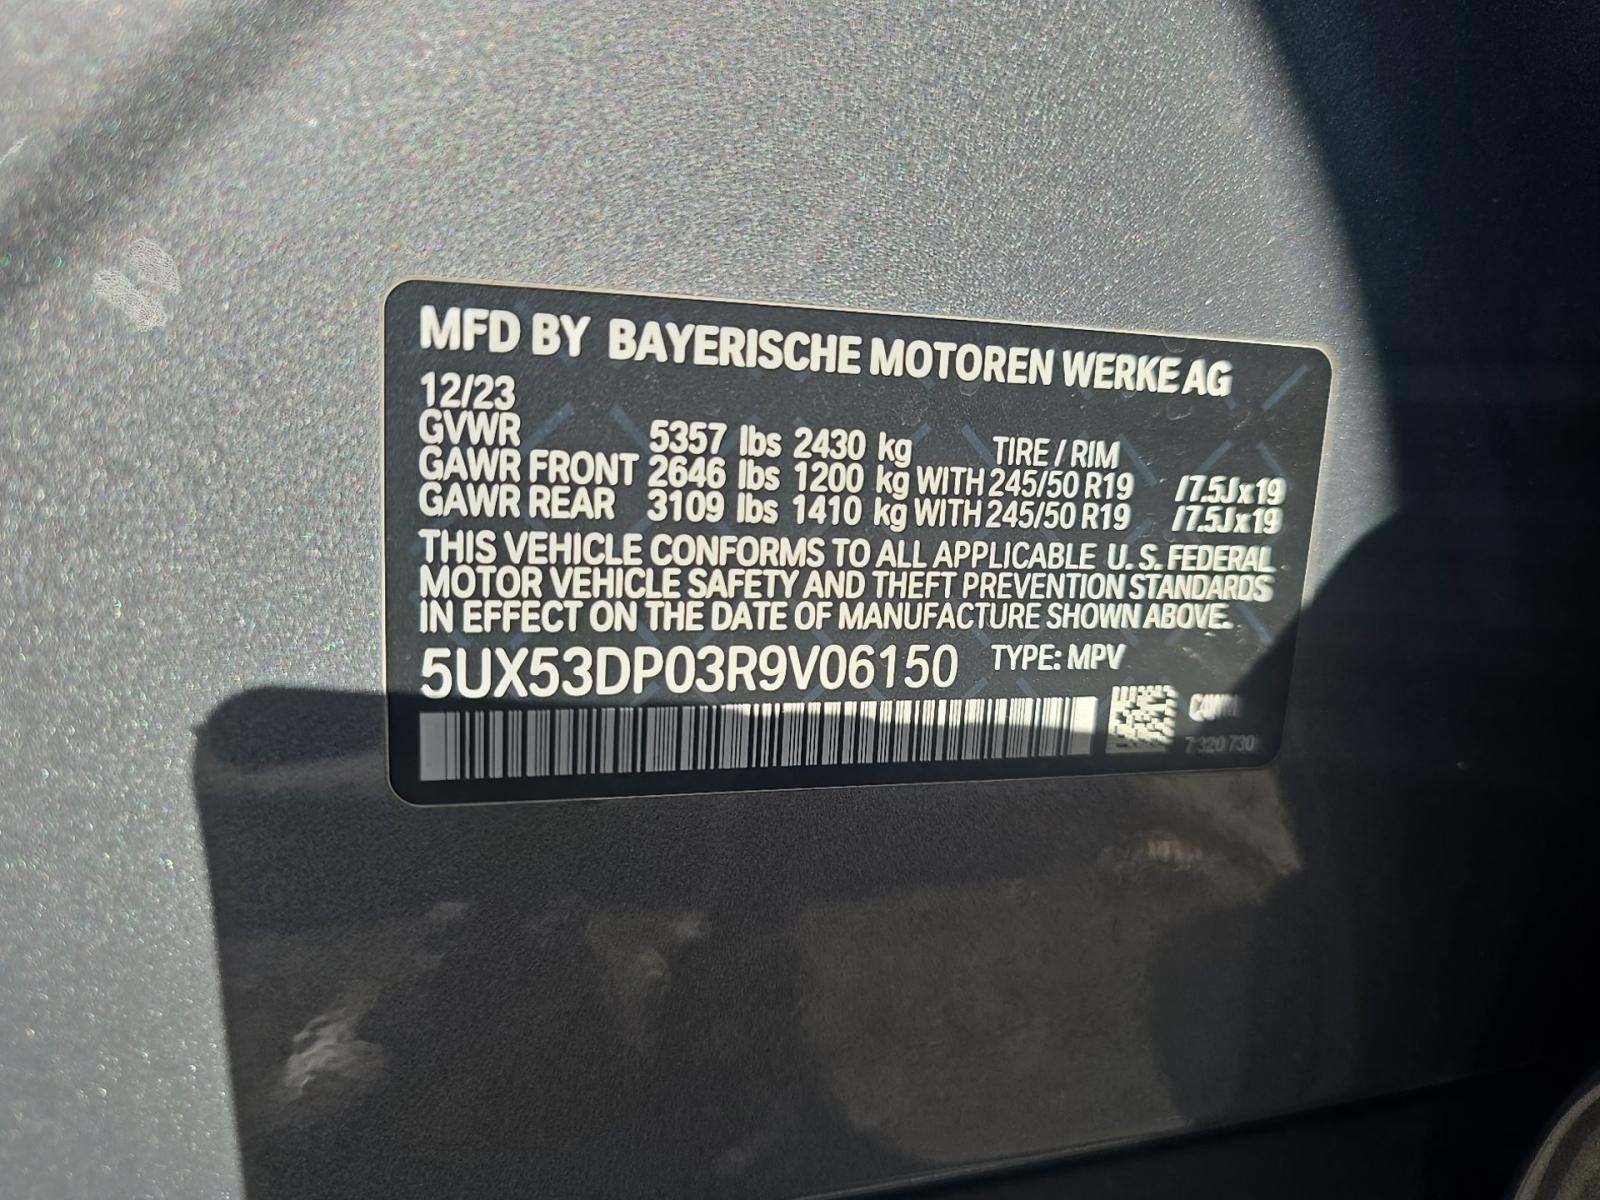 MFD BY BAYERISCHE MOTOREN WERKE AG
12/23
GVWR 5357 lbs 2430 kg TIRE / RIM
GAWR FRONT 2646 lbs 1200 kg WITH 245/50 R19 /7.5Jx19
GAWR REAR 3109 lbs 1410 kg WITH 245/50 R19 /7.5Jx19
THIS VEHICLE CONFORMS TO ALL APPLICABLE U. S. FEDERAL
MOTOR VEHICLE SAFETY AND THEFT PREVENTION STANDARDS
IN EFFECT ON THE DATE OF MANUFACTURE SHOWN ABOVE.
5UX53DP03R9V06150 TYPE: MPV
7 320 730